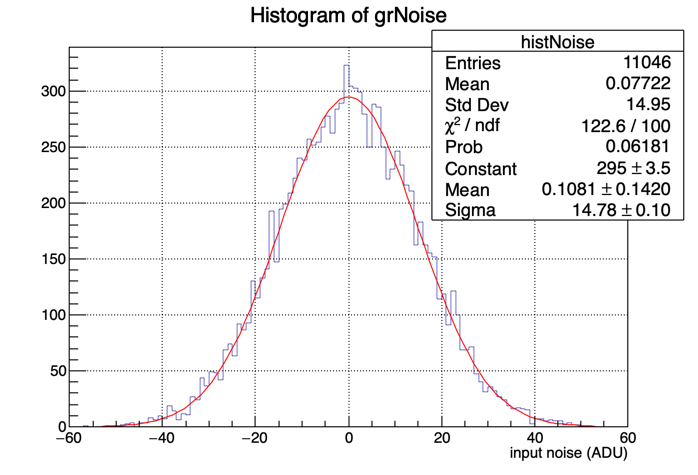 Histogram of grNoise
histNoise
Entries 11046
Mean 0.07722
Std Dev 14.95
χ² / ndf 122.6 / 100
Prob 0.06181
Constant 295 ± 3.5
Mean 0.1081 ± 0.1420
Sigma 14.78 ± 0.10
300
250
200
150
100
50
0
−60 −40 −20 0 20 40 60
input noise (ADU)